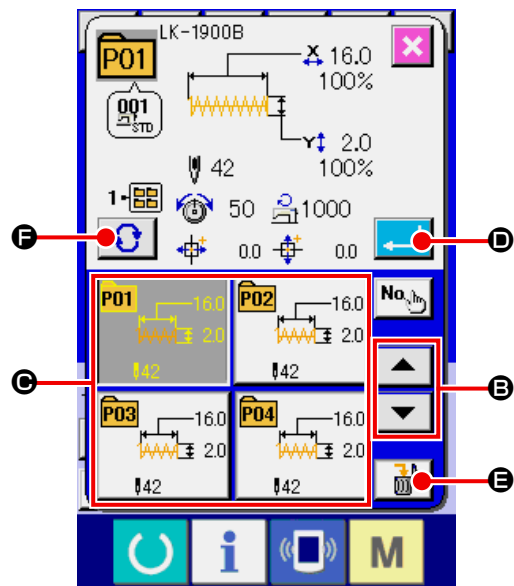 LK-1900B
P01
X 16.0
100%
001
STD
Y 2.0
100%
42
1-
50 1000
F
D
0.0 0.0
P01 16.0
2.0
42
P02 16.0
2.0
42
No.
C
B
P03 16.0
2.0
42
P04 16.0
2.0
42
E
i
M